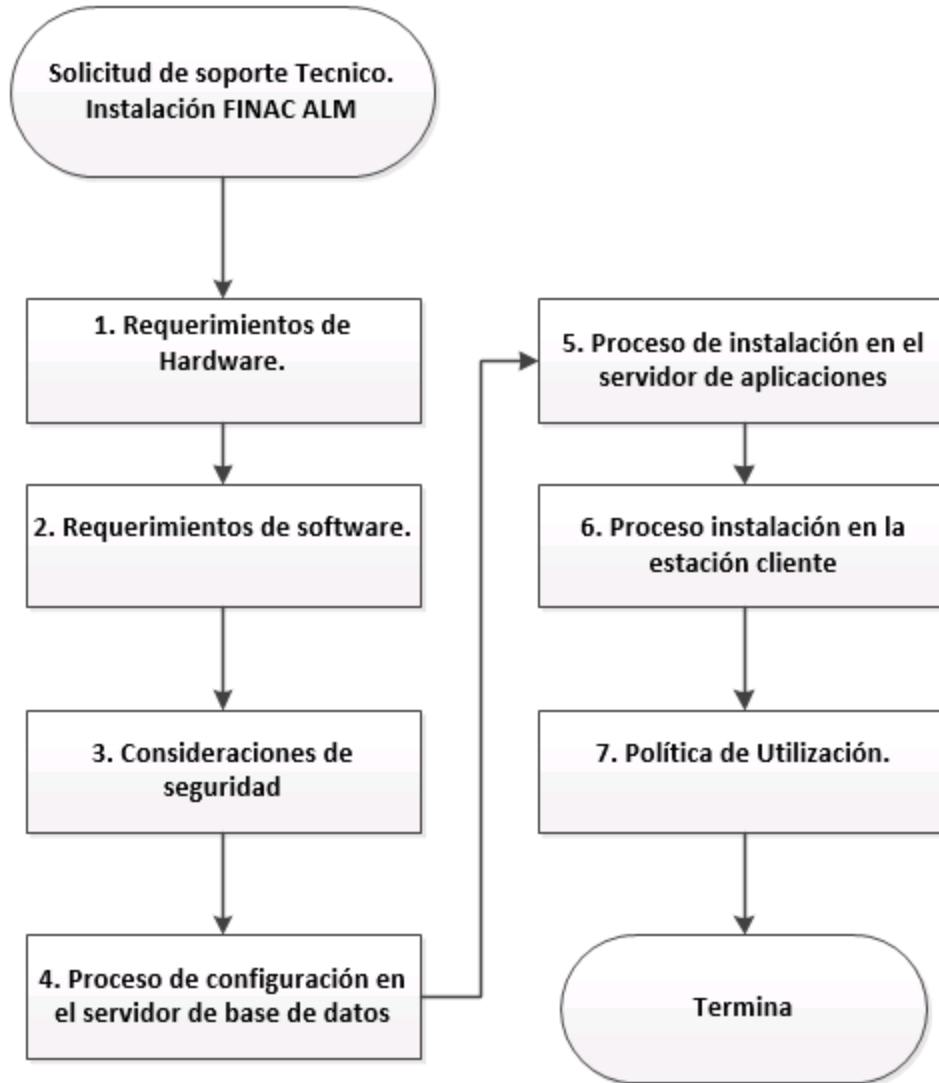 Solicitud de soporte Tecnico.
Instalación FINAC ALM
1. Requerimientos de
Hardware.
2. Requerimientos de software.
3. Consideraciones de
seguridad
4. Proceso de configuración en
el servidor de base de datos
5. Proceso de instalación en el
servidor de aplicaciones
6. Proceso instalación en la
estación cliente
7. Política de Utilización.
Termina